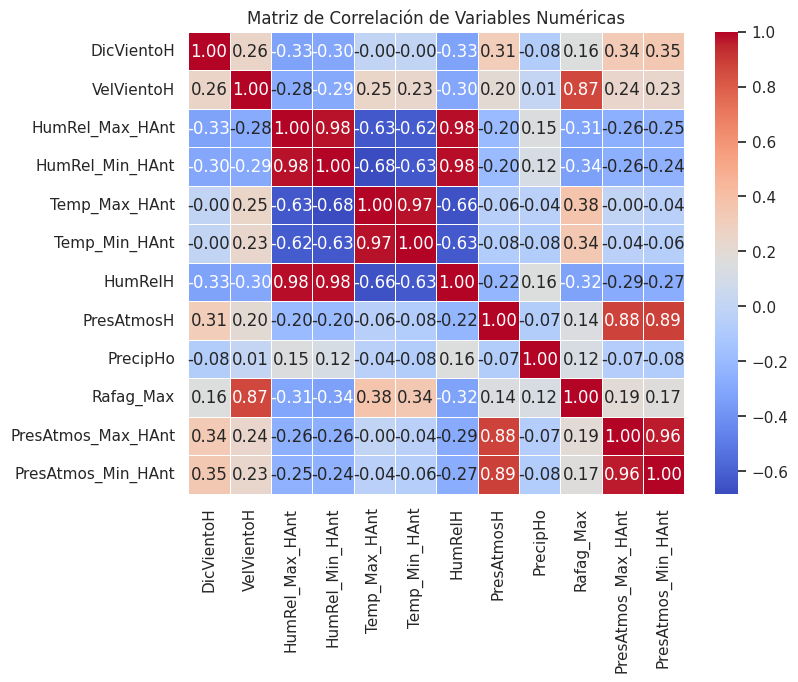 Matriz de Correlación de Variables Numéricas
DicVientoH 1.00 0.26 -0.33 -0.30 -0.00 -0.00 -0.33 0.31 -0.08 0.16 0.34 0.35
VelVientoH 0.26 1.00 -0.28 -0.29 0.25 0.23 -0.30 0.20 0.01 0.87 0.24 0.23
HumRel_Max_HAnt -0.33 -0.28 1.00 0.98 -0.63 -0.62 0.98 -0.20 0.15 -0.31 -0.26 -0.25
HumRel_Min_HAnt -0.30 -0.29 0.98 1.00 -0.68 -0.63 0.98 -0.20 0.12 -0.34 -0.26 -0.24
Temp_Max_HAnt -0.00 0.25 -0.63 -0.68 1.00 0.97 -0.66 -0.06 -0.04 0.38 -0.00 -0.04
Temp_Min_HAnt -0.00 0.23 -0.62 -0.63 0.97 1.00 -0.63 -0.08 -0.08 0.34 -0.04 -0.06
HumRelH -0.33 -0.30 0.98 0.98 -0.66 -0.63 1.00 -0.22 0.16 -0.32 -0.29 -0.27
PresAtmosH 0.31 0.20 -0.20 -0.20 -0.06 -0.08 -0.22 1.00 -0.07 0.14 0.88 0.89
PrecipHo -0.08 0.01 0.15 0.12 -0.04 -0.08 0.16 -0.07 1.00 0.12 -0.07 -0.08
Rafag_Max 0.16 0.87 -0.31 -0.34 0.38 0.34 -0.32 0.14 0.12 1.00 0.19 0.17
PresAtmos_Max_HAnt 0.34 0.24 -0.26 -0.26 -0.00 -0.04 -0.29 0.88 -0.07 0.19 1.00 0.96
PresAtmos_Min_HAnt 0.35 0.23 -0.25 -0.24 -0.04 -0.06 -0.27 0.89 -0.08 0.17 0.96 1.00
DicVientoH
VelVientoH
HumRel_Max_HAnt
HumRel_Min_HAnt
Temp_Max_HAnt
Temp_Min_HAnt
HumRelH
PresAtmosH
PrecipHo
Rafag_Max
PresAtmos_Max_HAnt
PresAtmos_Min_HAnt
1.0
0.8
0.6
0.4
0.2
0.0
−0.2
−0.4
−0.6